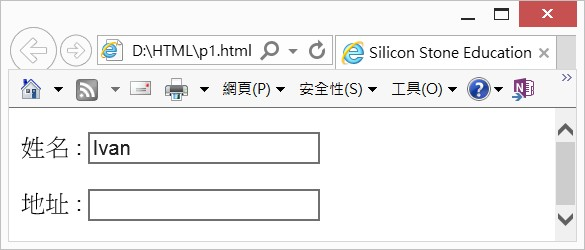 D:\HTML\p1.html
Silicon Stone Education
網頁(P)
安全性(S)
工具(O)
姓名 : Ivan
地址 :